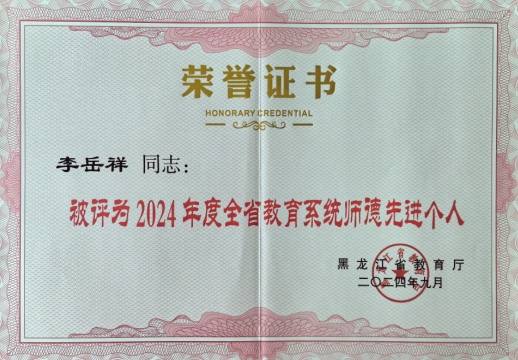 荣誉证书
HONORARY CREDENTIAL
李岳祥 同志：
被评为2024年度全省教育系统师德先进个人
黑龙江省教育厅
二〇二四年九月